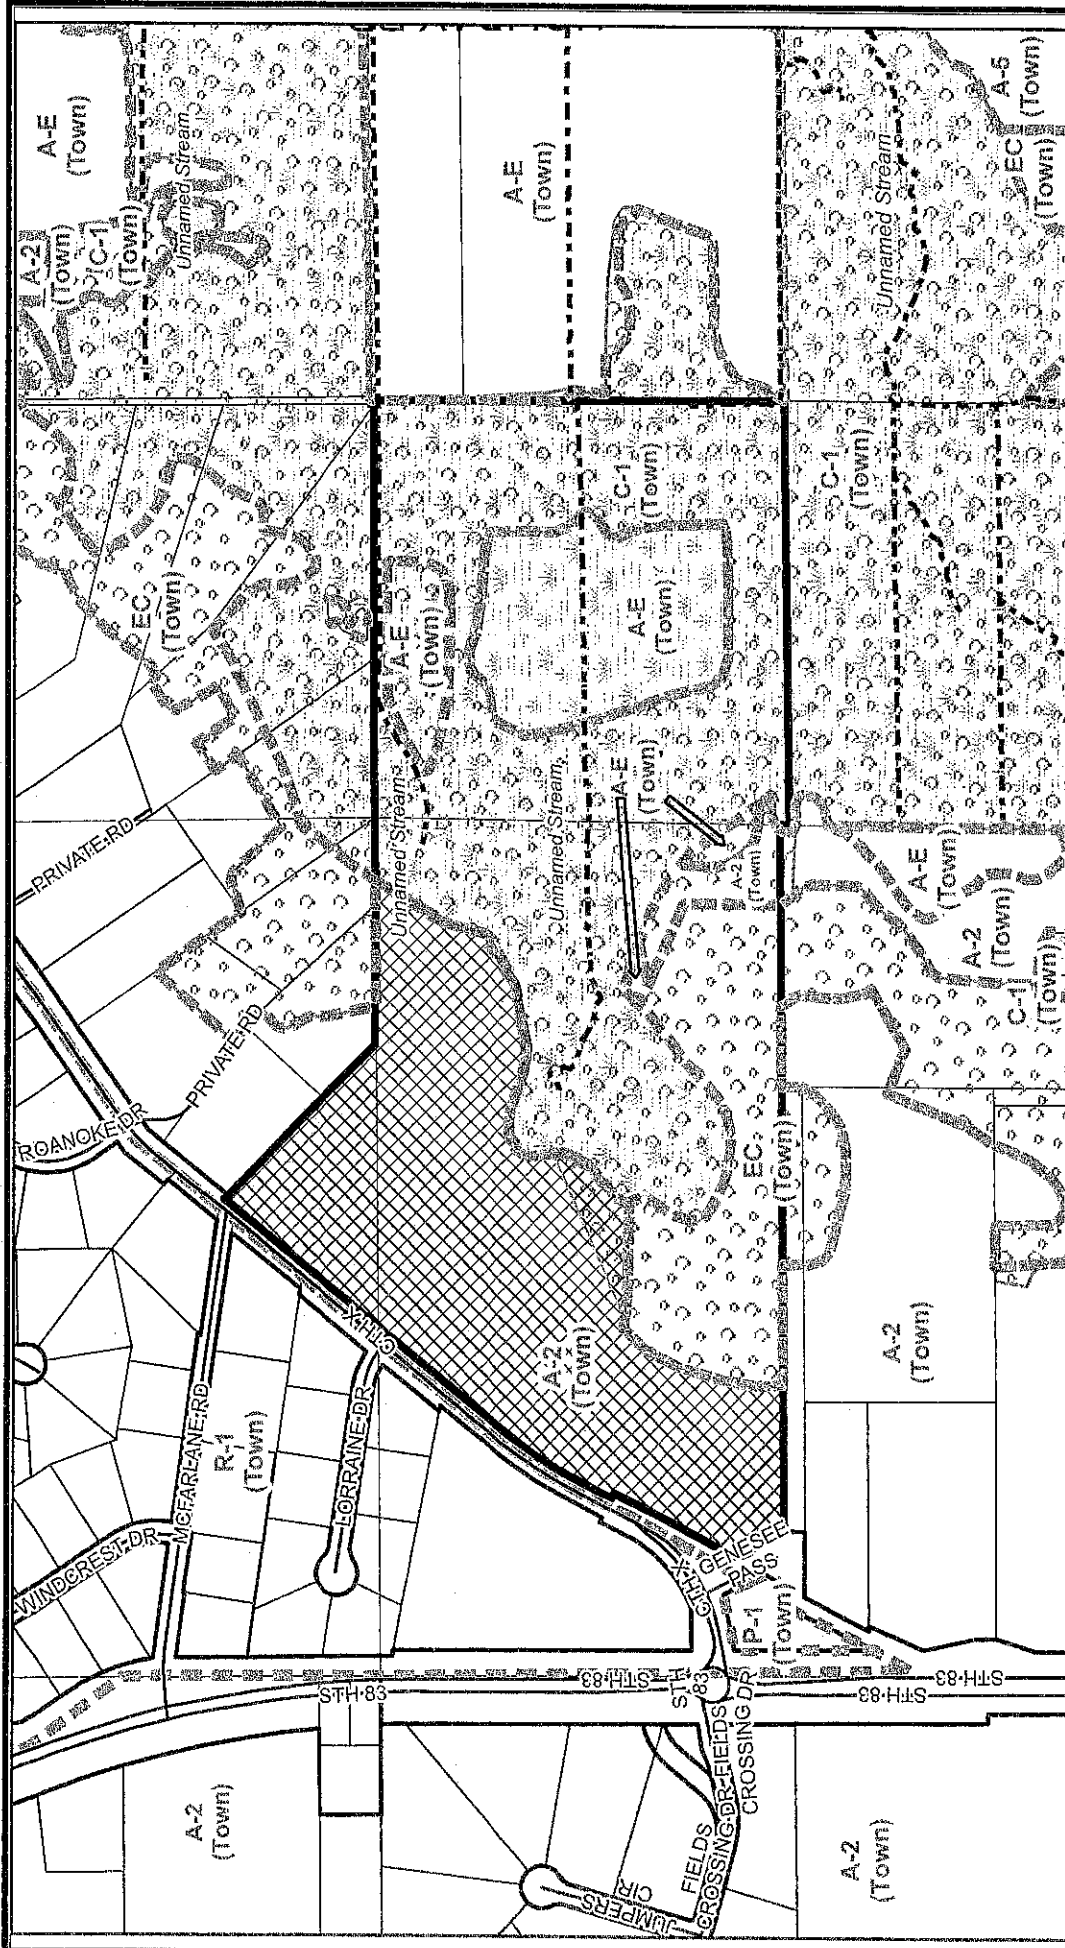 A-E
(Town)
A-2
(Town)
C-1
(Town)
Unnamed Stream
A-E
(Town)
Unnamed Stream
A-5
(Town)
EC
(Town)
EC
(Town)
A-E
(Town)
C-1
(Town)
A-E
(Town)
C-1
(Town)
PRIVATE RD
Unnamed Stream
Unnamed Stream
A-E
(Town)
A-2
(Town)
A-E
(Town)
A-2
(Town)
C-1
(Town)
PRIVATE RD
ROANOKE DR
EC
(Town)
CTH X
A-2
(Town)
A-2
(Town)
MCFARLANE RD
R-1
(Town)
LORRAINE DR
WINDCREST DR
GENESEE
PASS
CTH X
P-1
(Town)
STH 83
STH 83
STH
83
STH 83
STH 83
FIELDS
CROSSING DR
A-2
(Town)
JUMPERS
CIR
FIELDS
CROSSING DR
A-2
(Town)